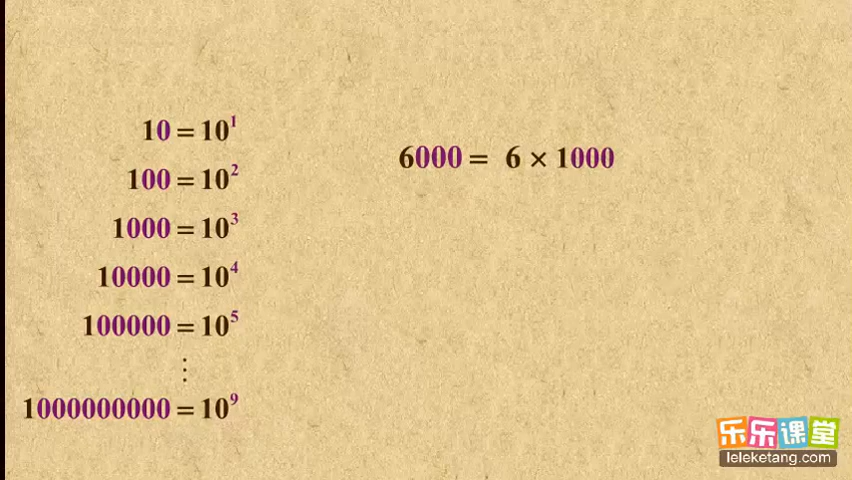 10 = 10¹
100 = 10²
1000 = 10³
10000 = 10⁴
100000 = 10⁵
⋮
1000000000 = 10⁹
6000 = 6 × 1000
乐乐课堂
leleketang.com